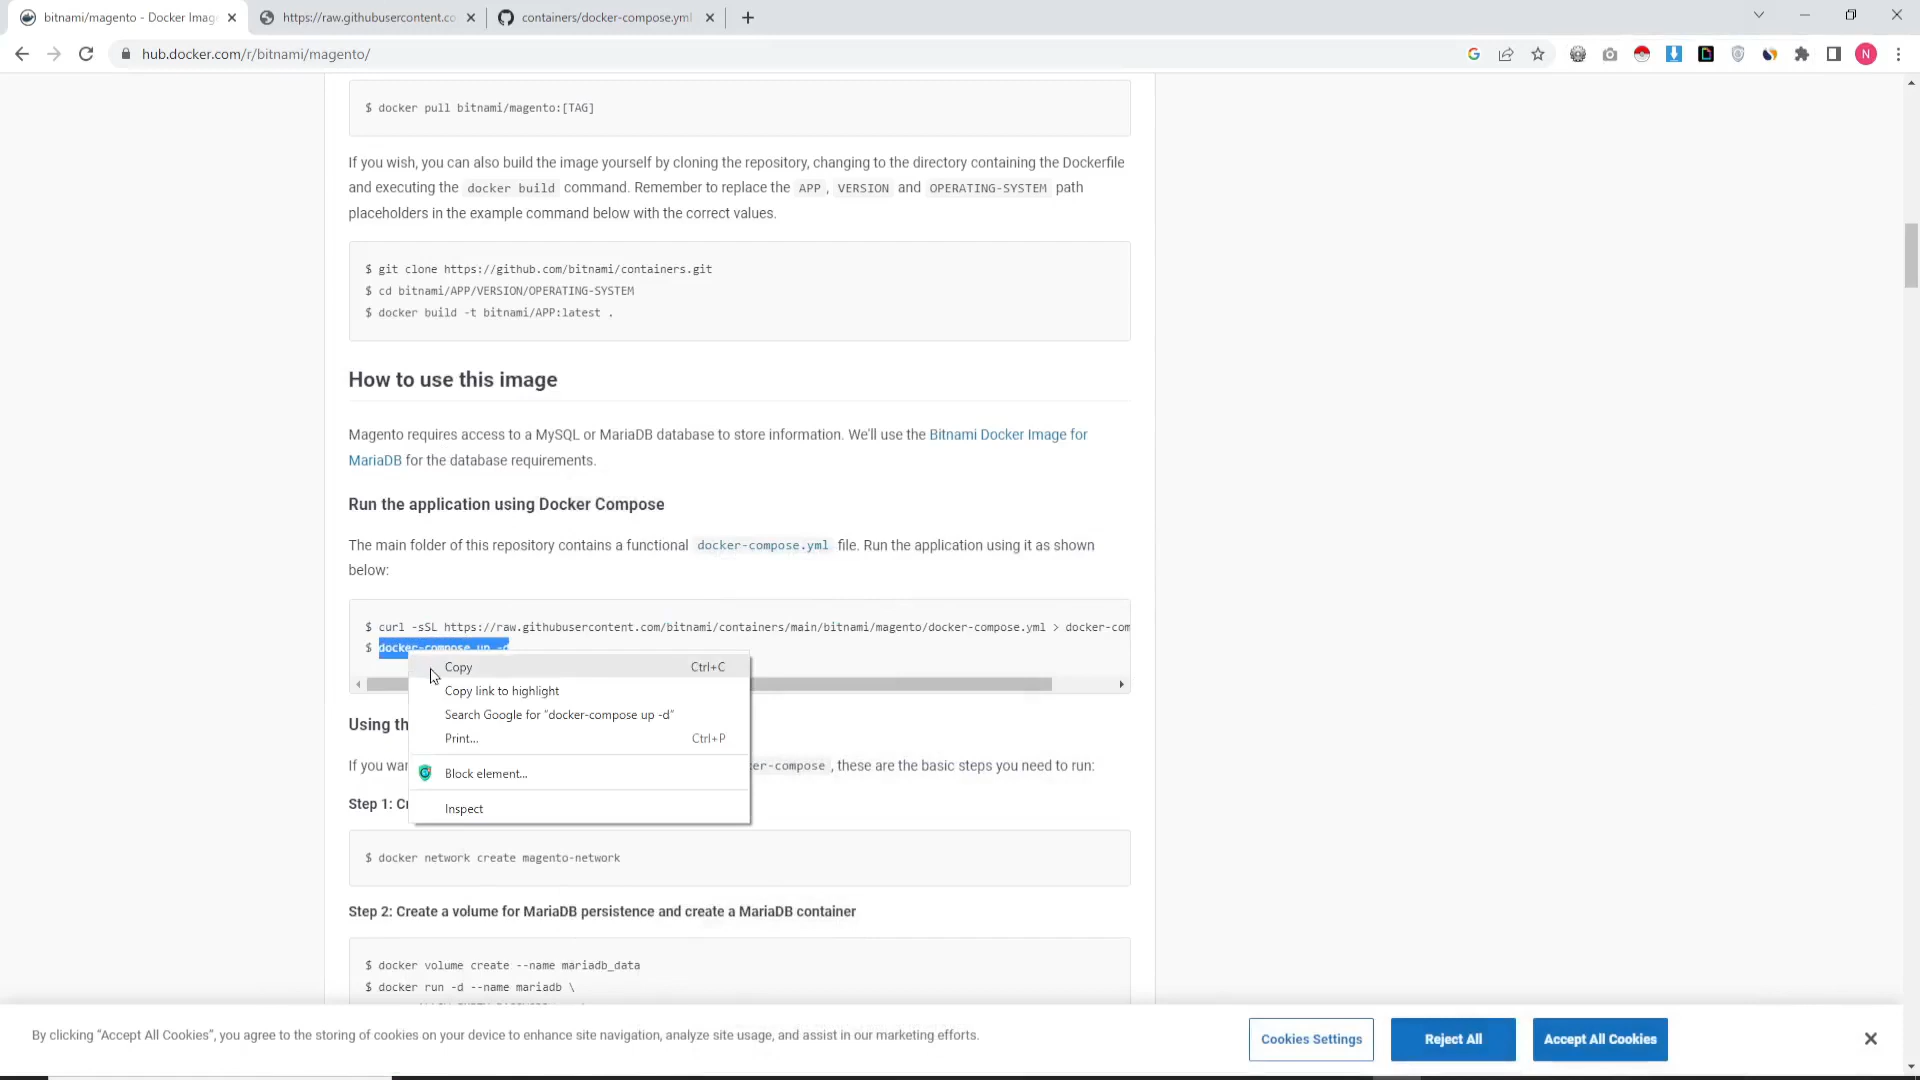 bitnami/magento - Docker Imag
https://raw.githubusercontent.co
containers/docker-compose.yml
hub.docker.com/r/bitnami/magento/
N
$ docker pull bitnami/magento:[TAG]
If you wish, you can also build the image yourself by cloning the repository, changing to the directory containing the Dockerfile
and executing the docker build command. Remember to replace the APP, VERSION and OPERATING-SYSTEM path
placeholders in the example command below with the correct values.
$ git clone https://github.com/bitnami/containers.git
$ cd bitnami/APP/VERSION/OPERATING-SYSTEM
$ docker build -t bitnami/APP:latest .
How to use this image
Magento requires access to a MySQL or MariaDB database to store information. We'll use the Bitnami Docker Image for
MariaDB for the database requirements.
Run the application using Docker Compose
The main folder of this repository contains a functional docker-compose.yml file. Run the application using it as shown
below:
$ curl -sSL https://raw.githubusercontent.com/bitnami/containers/main/bitnami/magento/docker-compose.yml > docker-com
$ docker-compose up -d
Copy Ctrl+C
Copy link to highlight
Search Google for “docker-compose up -d”
Print... Ctrl+P
Block element...
Inspect
Using th
If you wan er-compose, these are the basic steps you need to run:
Step 1: Cr
$ docker network create magento-network
Step 2: Create a volume for MariaDB persistence and create a MariaDB container
$ docker volume create --name mariadb_data
$ docker run -d --name mariadb \
By clicking “Accept All Cookies”, you agree to the storing of cookies on your device to enhance site navigation, analyze site usage, and assist in our marketing efforts.
Cookies Settings
Reject All
Accept All Cookies